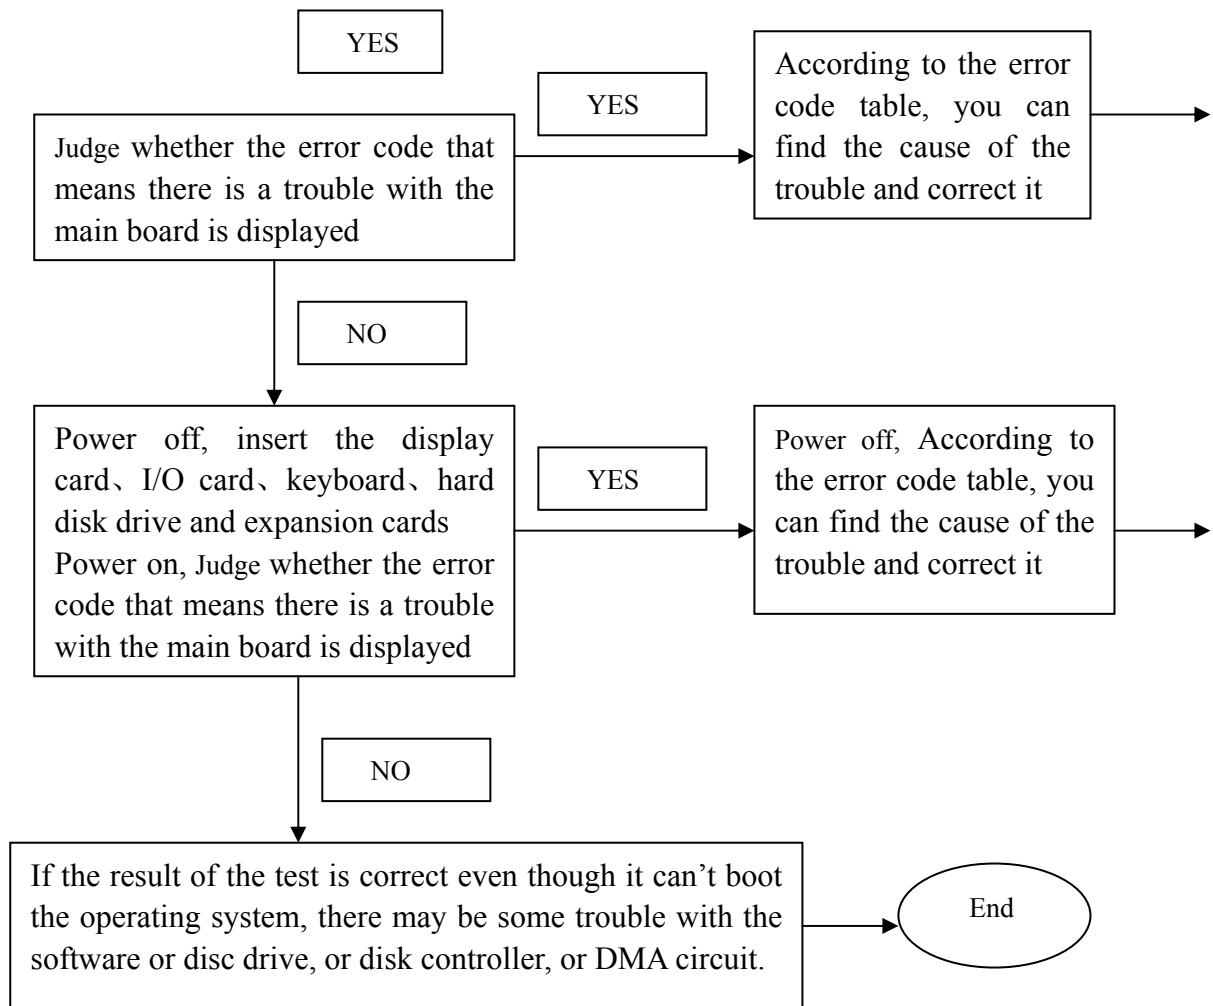 YES
YES
According to the error
code table, you can
find the cause of the
trouble and correct it
Judge whether the error code that
means there is a trouble with the
main board is displayed
NO
Power off, insert the display
card、I/O card、keyboard、hard
disk drive and expansion cards
Power on, Judge whether the error
code that means there is a trouble
with the main board is displayed
YES
Power off, According to
the error code table, you
can find the cause of the
trouble and correct it
NO
If the result of the test is correct even though it can’t boot
the operating system, there may be some trouble with the
software or disc drive, or disk controller, or DMA circuit.
End